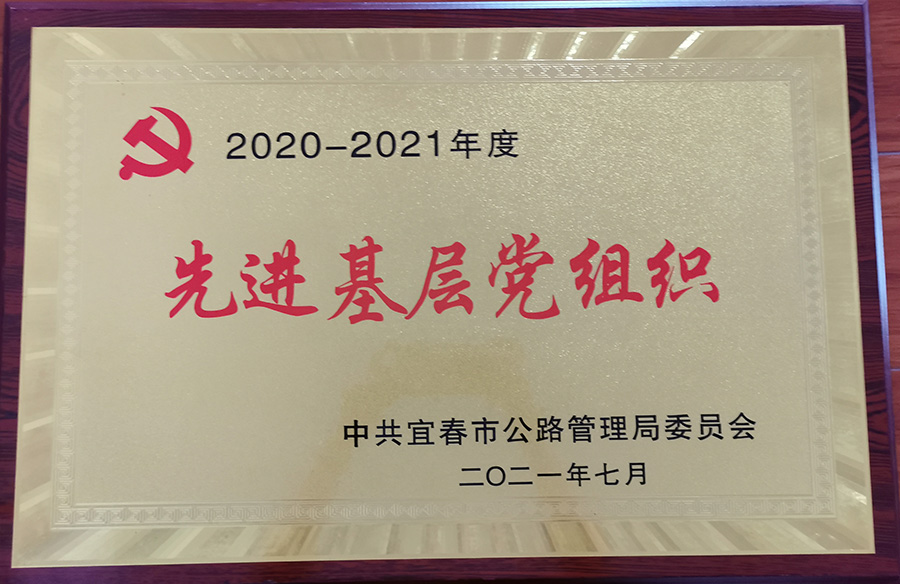 2020-2021年度
先进基层党组织
中共宜春市公路管理局委员会
二〇二一年七月